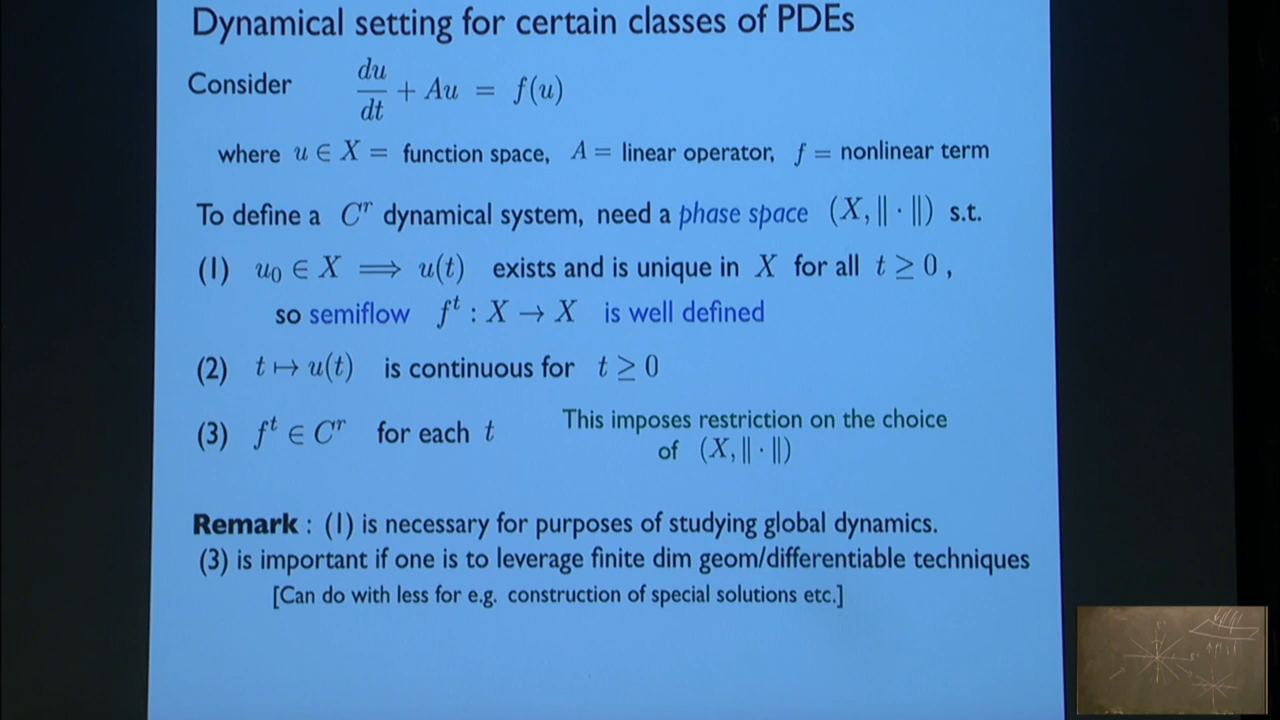 Dynamical setting for certain classes of PDEs
Consider du/dt + Au = f(u)
where u ∈ X = function space, A = linear operator, f = nonlinear term
To define a C^r dynamical system, need a phase space (X, ‖ · ‖) s.t.
(1) u₀ ∈ X ⟹ u(t) exists and is unique in X for all t ≥ 0 ,
so semiflow f^t : X → X is well defined
(2) t ↦ u(t) is continuous for t ≥ 0
(3) f^t ∈ C^r for each t
This imposes restriction on the choice
of (X, ‖ · ‖)
Remark : (1) is necessary for purposes of studying global dynamics.
(3) is important if one is to leverage finite dim geom/differentiable techniques
[Can do with less for e.g. construction of special solutions etc.]